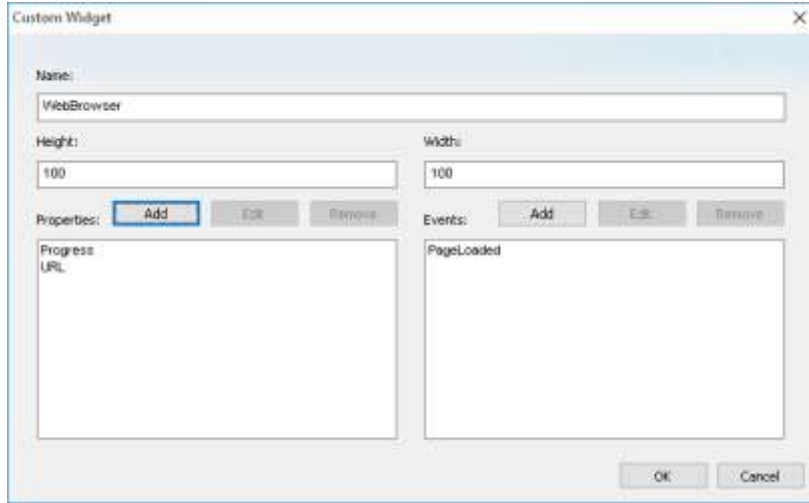 Custom Widget
Name:
WebBrowser
Height: Width:
100 100
Properties: Add Edit Remove Events: Add Edit Remove
Progress PageLoaded
URL
OK Cancel